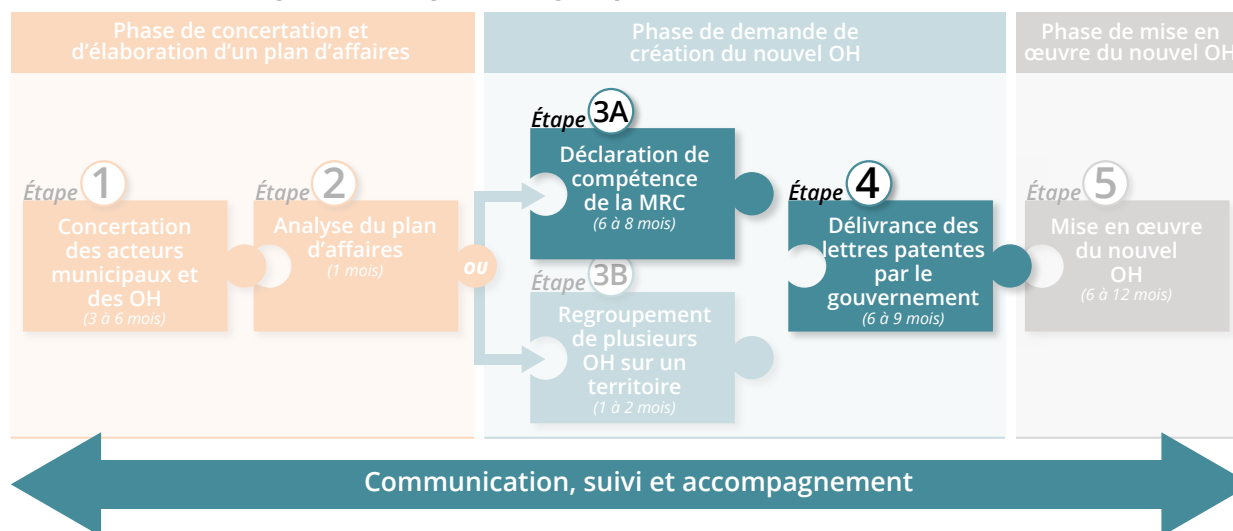 Phase de concertation et
d'élaboration d'un plan d'affaires
Phase de demande de
création du nouvel OH
Phase de mise en
œuvre du nouvel OH
Étape 1
Concertation
des acteurs
municipaux et
des OH
(3 à 6 mois)
Étape 2
Analyse du plan
d'affaires
(1 mois)
OU
Étape 3A
Déclaration de
compétence
de la MRC
(6 à 8 mois)
Étape 3B
Regroupement
de plusieurs
OH sur un
territoire
(1 à 2 mois)
Étape 4
Délivrance des
lettres patentes
par le
gouvernement
(6 à 9 mois)
Étape 5
Mise en œuvre
du nouvel
OH
(6 à 12 mois)
Communication, suivi et accompagnement